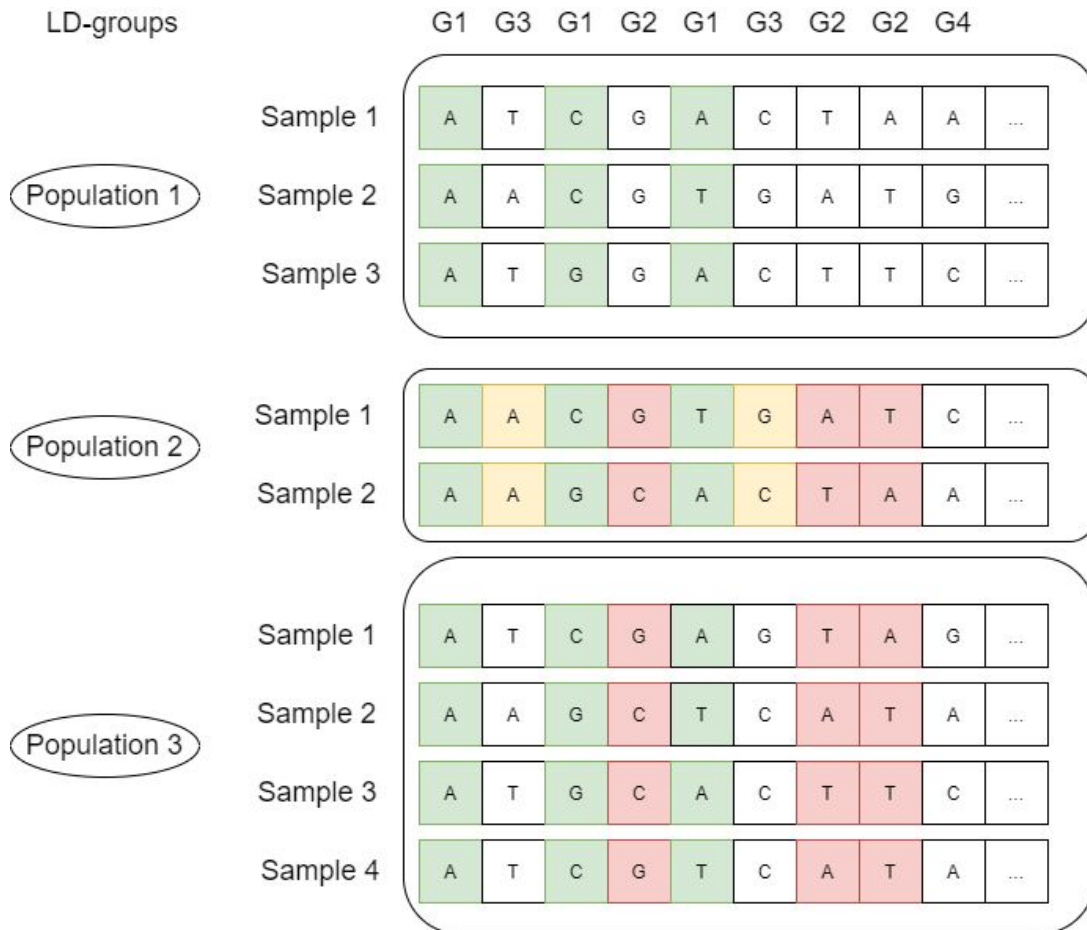 LD-groups G1 G3 G1 G2 G1 G3 G2 G2 G4
Population 1
Sample 1 A T C G A C T A A ...
Sample 2 A A C G T G A T G ...
Sample 3 A T G G A C T T C ...
Population 2
Sample 1 A A C G T G A T C ...
Sample 2 A A G C A C T A A ...
Population 3
Sample 1 A T C G A G T A G ...
Sample 2 A A G C T C A T A ...
Sample 3 A T G C A C T T C ...
Sample 4 A T C G T C A T A ...